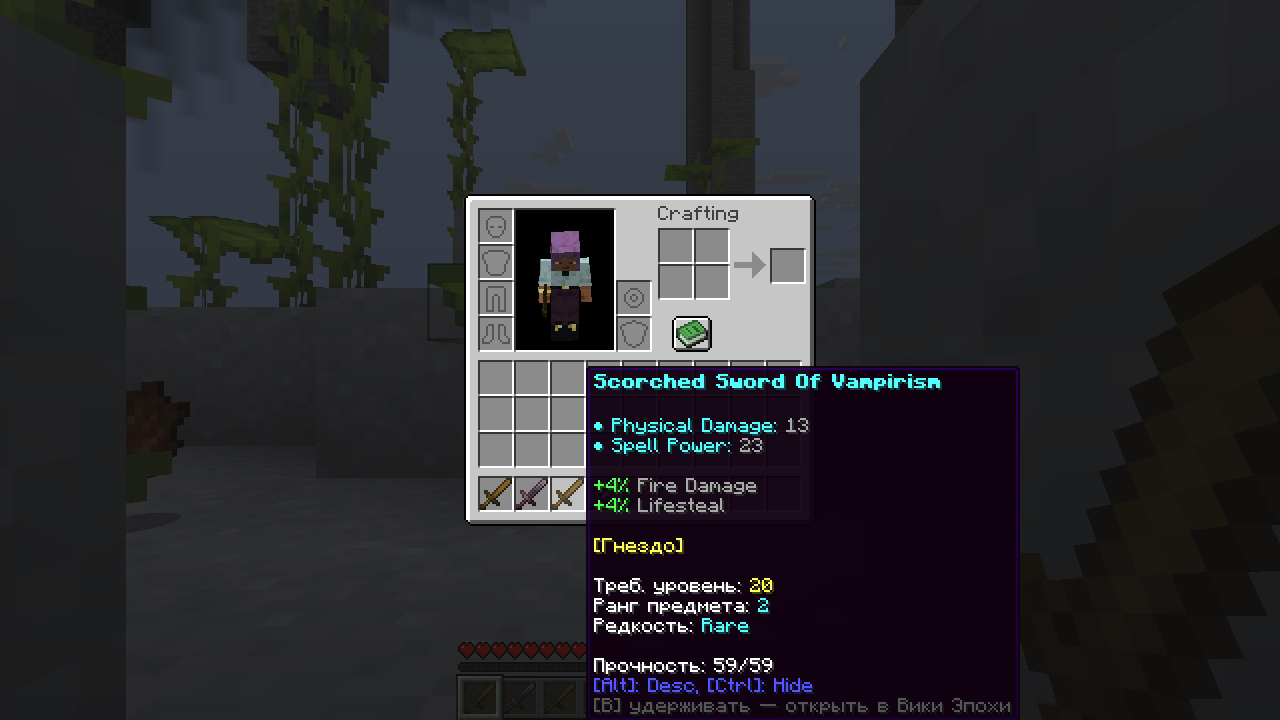 Crafting
Scorched Sword Of Vampirism
• Physical Damage: 13
• Spell Power: 23
+4% Fire Damage
+4% Lifesteal
[Гнездо]
Треб. уровень: 20
Ранг предмета: 2
Редкость: Rare
Прочность: 59/59
[Alt]: Desc, [Ctrl]: Hide
[B] удерживать — открыть в Вики Эпохи